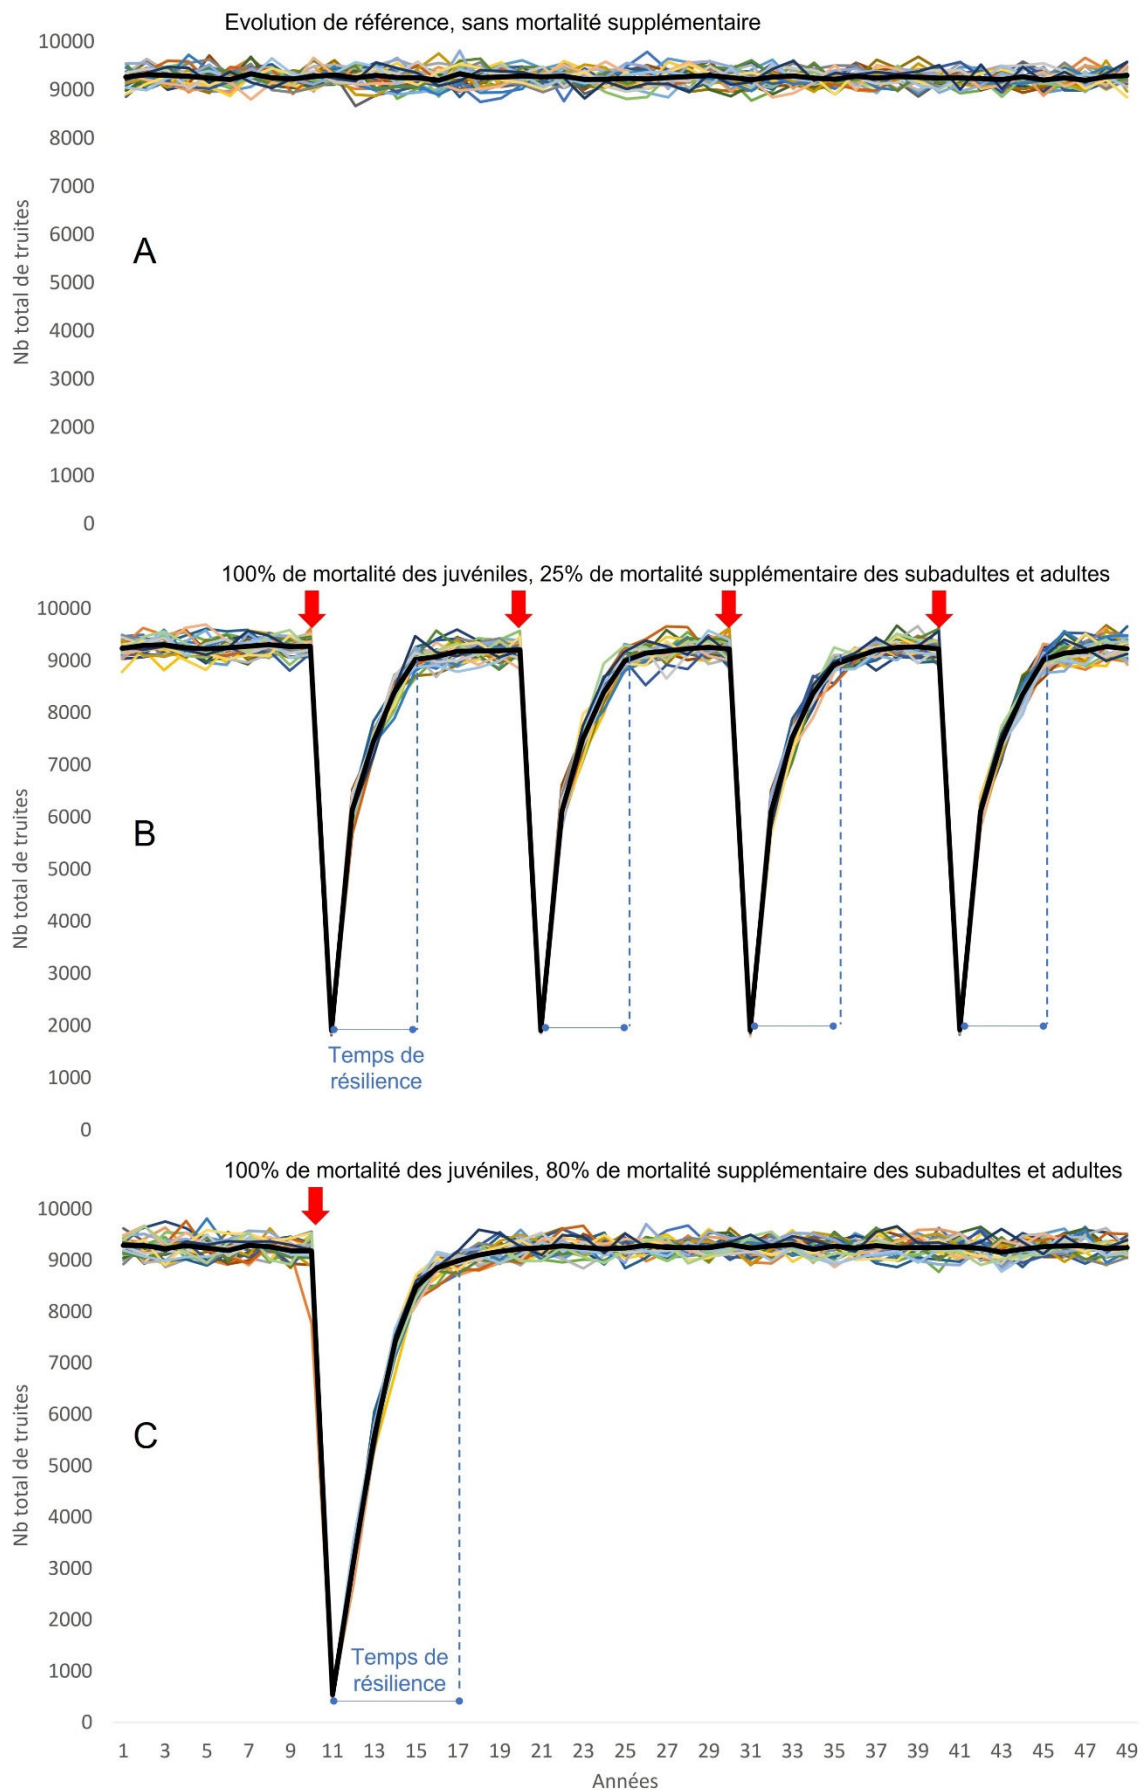 Evolution de référence, sans mortalité supplémentaire
10000
9000
8000
7000
6000
5000
4000
3000
2000
1000
0
Nb total de truites
A
100% de mortalité des juvéniles, 25% de mortalité supplémentaire des subadultes et adultes
10000
9000
8000
7000
6000
5000
4000
3000
2000
1000
0
Nb total de truites
B
Temps de
résilience
100% de mortalité des juvéniles, 80% de mortalité supplémentaire des subadultes et adultes
10000
9000
8000
7000
6000
5000
4000
3000
2000
1000
0
Nb total de truites
C
Temps de
résilience
1 3 5 7 9 11 13 15 17 19 21 23 25 27 29 31 33 35 37 39 41 43 45 47 49
Années